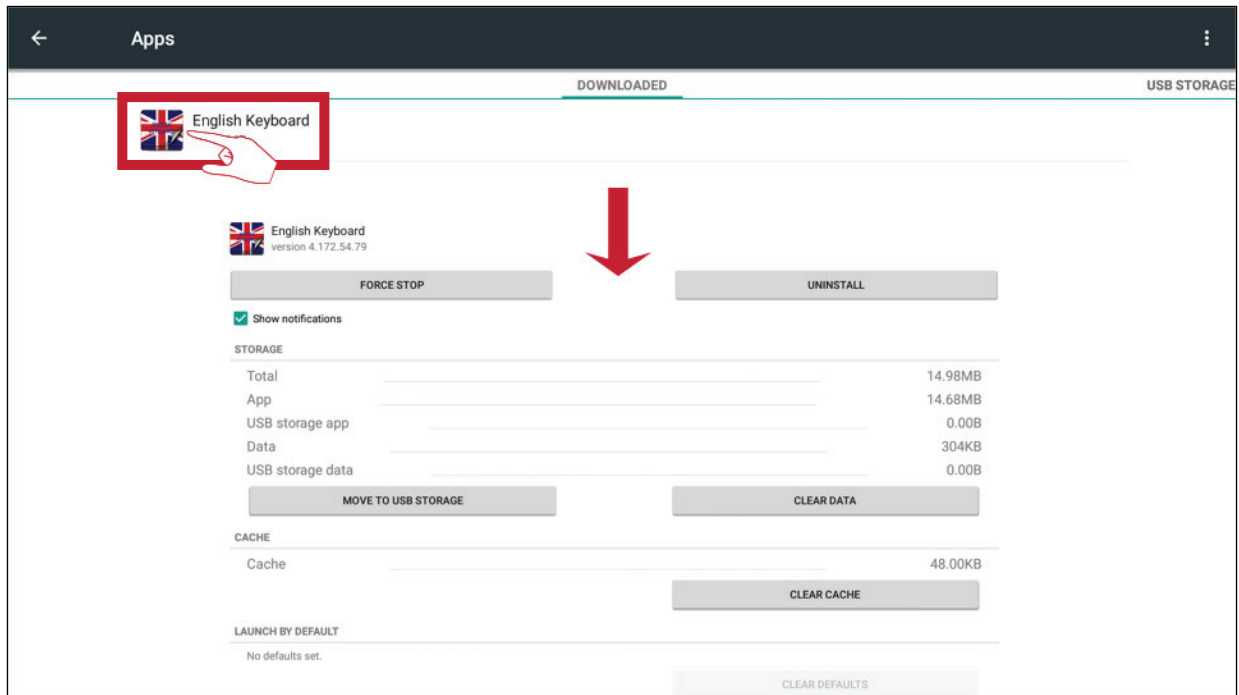 Apps
DOWNLOADED
USB STORAGE
English Keyboard
English Keyboard
version 4.172.54.79
FORCE STOP
UNINSTALL
Show notifications
STORAGE
Total 14.98MB
App 14.68MB
USB storage app 0.00B
Data 304KB
USB storage data 0.00B
MOVE TO USB STORAGE
CLEAR DATA
CACHE
Cache 48.00KB
CLEAR CACHE
LAUNCH BY DEFAULT
No defaults set.
CLEAR DEFAULTS